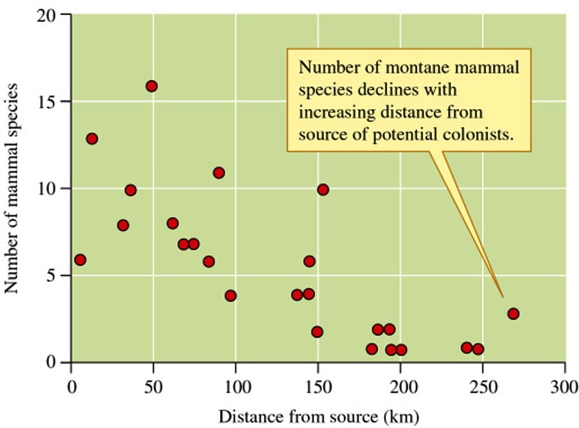 20
15
10
5
0
Number of mammal species
Number of montane mammal
species declines with
increasing distance from
source of potential colonists.
0 50 100 150 200 250 300
Distance from source (km)